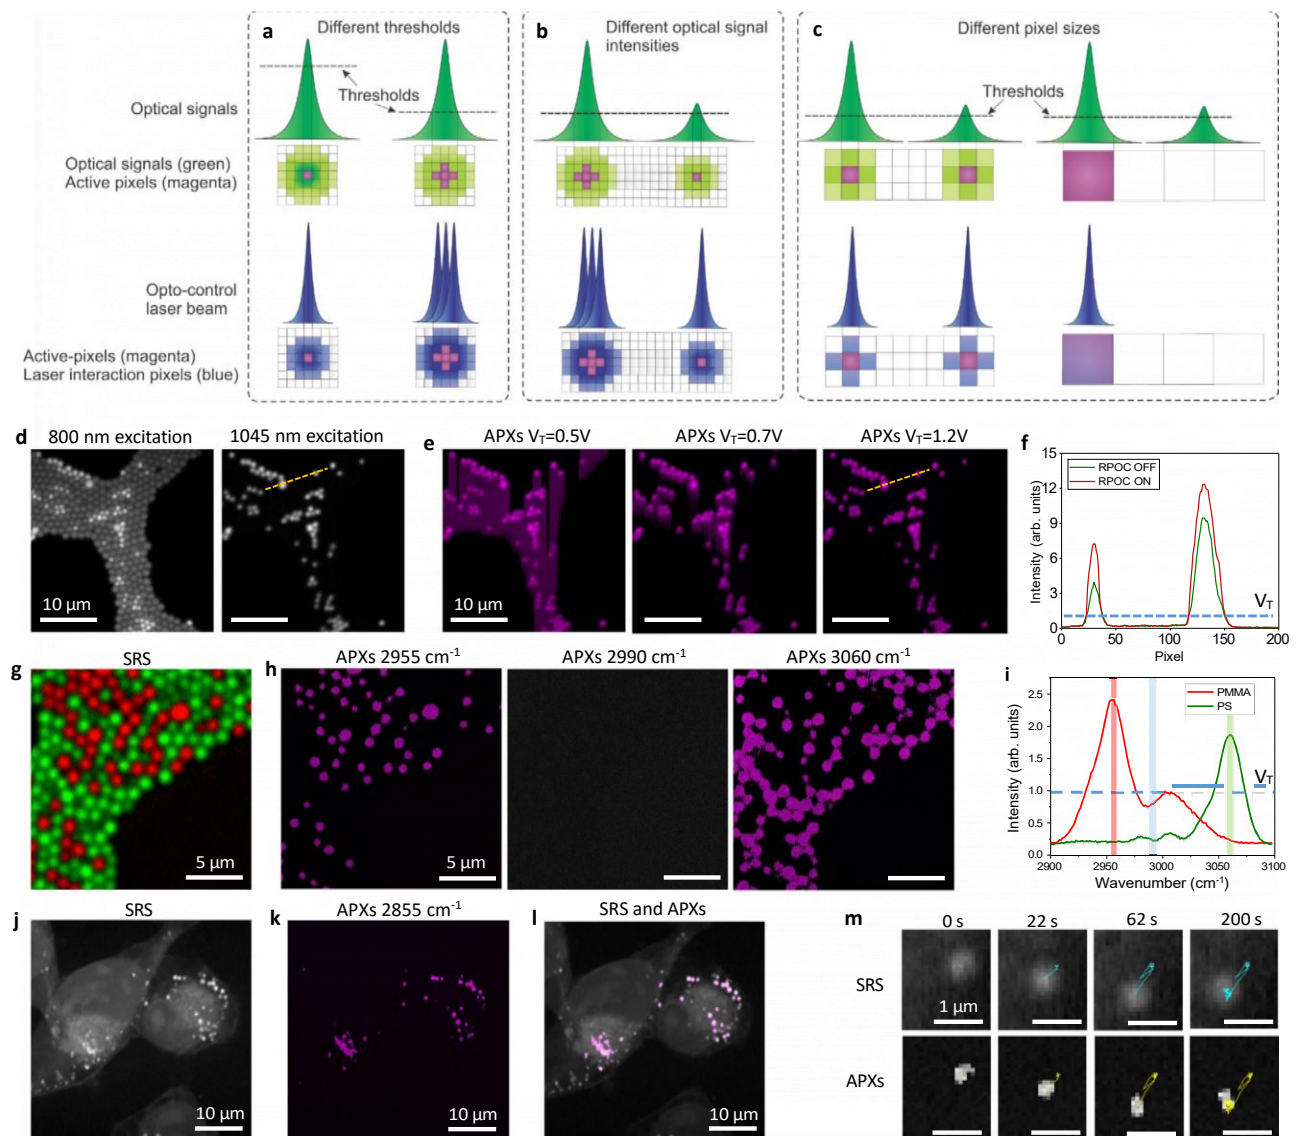 a Different thresholds
b Different optical signal
intensities
c Different pixel sizes
Thresholds
Thresholds
Optical signals
Optical signals (green)
Active pixels (magenta)
Opto-control
laser beam
Active-pixels (magenta)
Laser interaction pixels (blue)
d 800 nm excitation
1045 nm excitation
10 µm
e APXs V_T=0.5V
APXs V_T=0.7V
APXs V_T=1.2V
10 µm
f
Intensity (arb. units)
15
12
9
6
3
0
RPOC OFF
RPOC ON
V_T
0 50 100 150 200
Pixel
g SRS
5 µm
h APXs 2955 cm⁻¹
APXs 2990 cm⁻¹
APXs 3060 cm⁻¹
5 µm
i
Intensity (arb. units)
2.5
2.0
1.5
1.0
0.5
0.0
PMMA
PS
V_T
2900 2950 3000 3050 3100
Wavenumber (cm⁻¹)
j SRS
10 µm
k APXs 2855 cm⁻¹
10 µm
l SRS and APXs
10 µm
m 0 s 22 s 62 s 200 s
SRS
1 µm
APXs